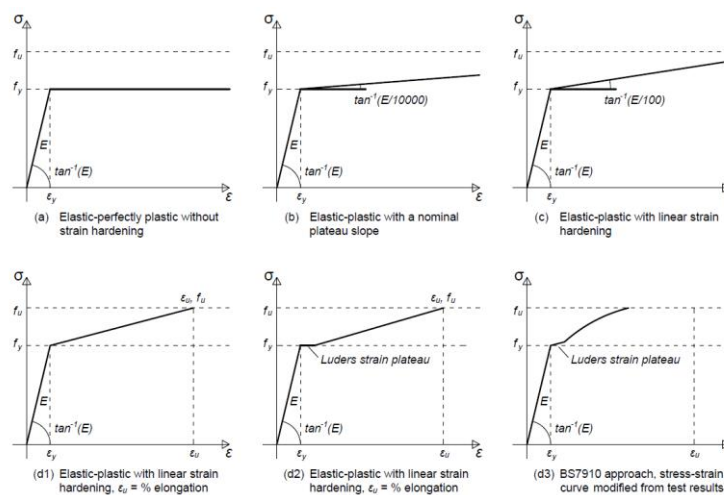 σ
f_u
f_y
E
tan⁻¹(E)
ε_y
ε
(a) Elastic-perfectly plastic without
strain hardening
σ
f_u
f_y
tan⁻¹(E/10000)
E
tan⁻¹(E)
ε_y
ε
(b) Elastic-plastic with a nominal
plateau slope
σ
f_u
f_y
tan⁻¹(E/100)
E
tan⁻¹(E)
ε_y
ε
(c) Elastic-plastic with linear strain
hardening
σ
f_u
ε_u, f_u
f_y
E
tan⁻¹(E)
ε_y
ε_u
ε
(d1) Elastic-plastic with linear strain
hardening, ε_u = % elongation
σ
f_u
ε_u, f_u
f_y
Luders strain plateau
E
tan⁻¹(E)
ε_y
ε_u
ε
(d2) Elastic-plastic with linear strain
hardening, ε_u = % elongation
σ
f_u
f_y
Luders strain plateau
E
tan⁻¹(E)
ε_y
ε_u
ε
(d3) BS7910 approach, stress-strain
curve modified from test results